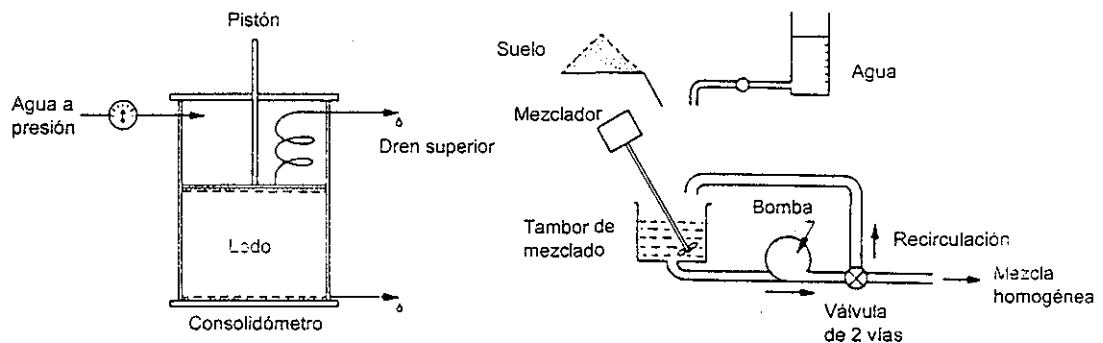 Pistón
Agua a
presión
Dren superior
Lodo
Consolidómetro
Suelo
Agua
Mezclador
Tambor de
mezclado
Bomba
Recirculación
Mezcla
homogénea
Válvula
de 2 vías